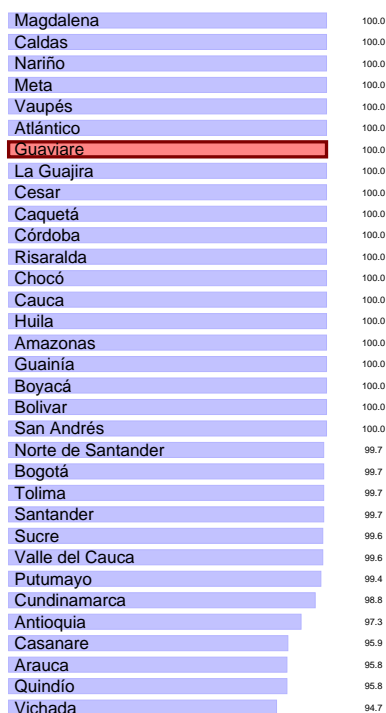 Magdalena 100.0
Caldas 100.0
Nariño 100.0
Meta 100.0
Vaupés 100.0
Atlántico 100.0
Guaviare 100.0
La Guajira 100.0
Cesar 100.0
Caquetá 100.0
Córdoba 100.0
Risaralda 100.0
Chocó 100.0
Cauca 100.0
Huila 100.0
Amazonas 100.0
Guainía 100.0
Boyacá 100.0
Bolivar 100.0
San Andrés 100.0
Norte de Santander 99.7
Bogotá 99.7
Tolima 99.7
Santander 99.7
Sucre 99.6
Valle del Cauca 99.6
Putumayo 99.4
Cundinamarca 98.8
Antioquia 97.3
Casanare 95.9
Arauca 95.8
Quindío 95.8
Vichada 94.7